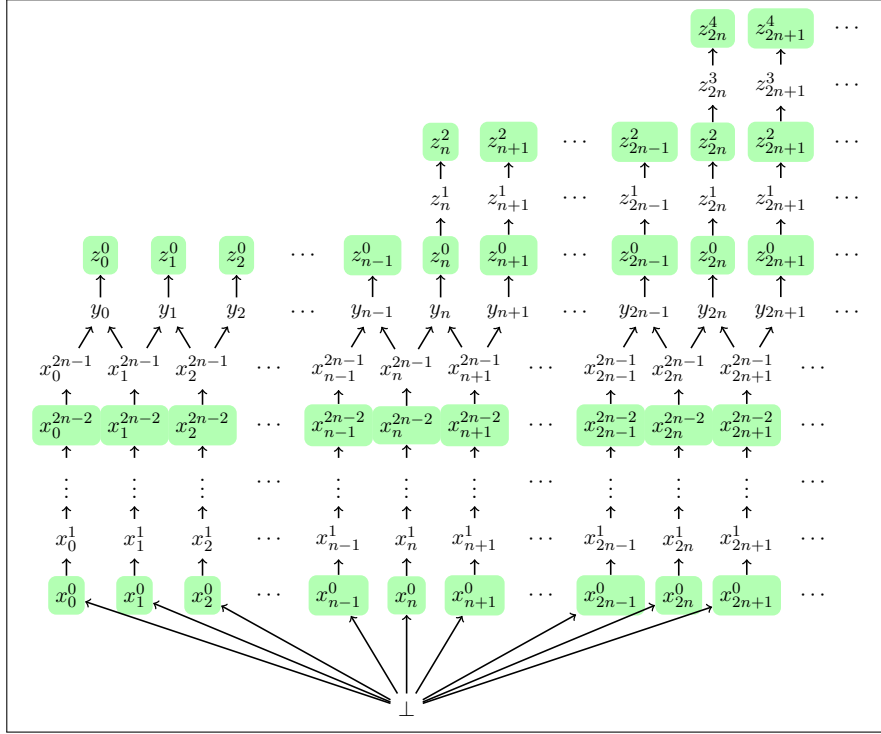 z_{2n}^4 z_{2n+1}^4 ⋯
z_{2n}^3 z_{2n+1}^3 ⋯
z_n^2 z_{n+1}^2 ⋯ z_{2n-1}^2 z_{2n}^2 z_{2n+1}^2 ⋯
z_n^1 z_{n+1}^1 ⋯ z_{2n-1}^1 z_{2n}^1 z_{2n+1}^1 ⋯
z_0^0 z_1^0 z_2^0 ⋯ z_{n-1}^0 z_n^0 z_{n+1}^0 ⋯ z_{2n-1}^0 z_{2n}^0 z_{2n+1}^0 ⋯
y_0 y_1 y_2 ⋯ y_{n-1} y_n y_{n+1} ⋯ y_{2n-1} y_{2n} y_{2n+1} ⋯
x_0^{2n-1} x_1^{2n-1} x_2^{2n-1} ⋯ x_{n-1}^{2n-1} x_n^{2n-1} x_{n+1}^{2n-1} ⋯ x_{2n-1}^{2n-1} x_{2n}^{2n-1} x_{2n+1}^{2n-1} ⋯
x_0^{2n-2} x_1^{2n-2} x_2^{2n-2} ⋯ x_{n-1}^{2n-2} x_n^{2n-2} x_{n+1}^{2n-2} ⋯ x_{2n-1}^{2n-2} x_{2n}^{2n-2} x_{2n+1}^{2n-2} ⋯
⋮ ⋮ ⋮ ⋯ ⋮ ⋮ ⋮ ⋯ ⋮ ⋮ ⋮ ⋯
x_0^1 x_1^1 x_2^1 ⋯ x_{n-1}^1 x_n^1 x_{n+1}^1 ⋯ x_{2n-1}^1 x_{2n}^1 x_{2n+1}^1 ⋯
x_0^0 x_1^0 x_2^0 ⋯ x_{n-1}^0 x_n^0 x_{n+1}^0 ⋯ x_{2n-1}^0 x_{2n}^0 x_{2n+1}^0 ⋯
⊥